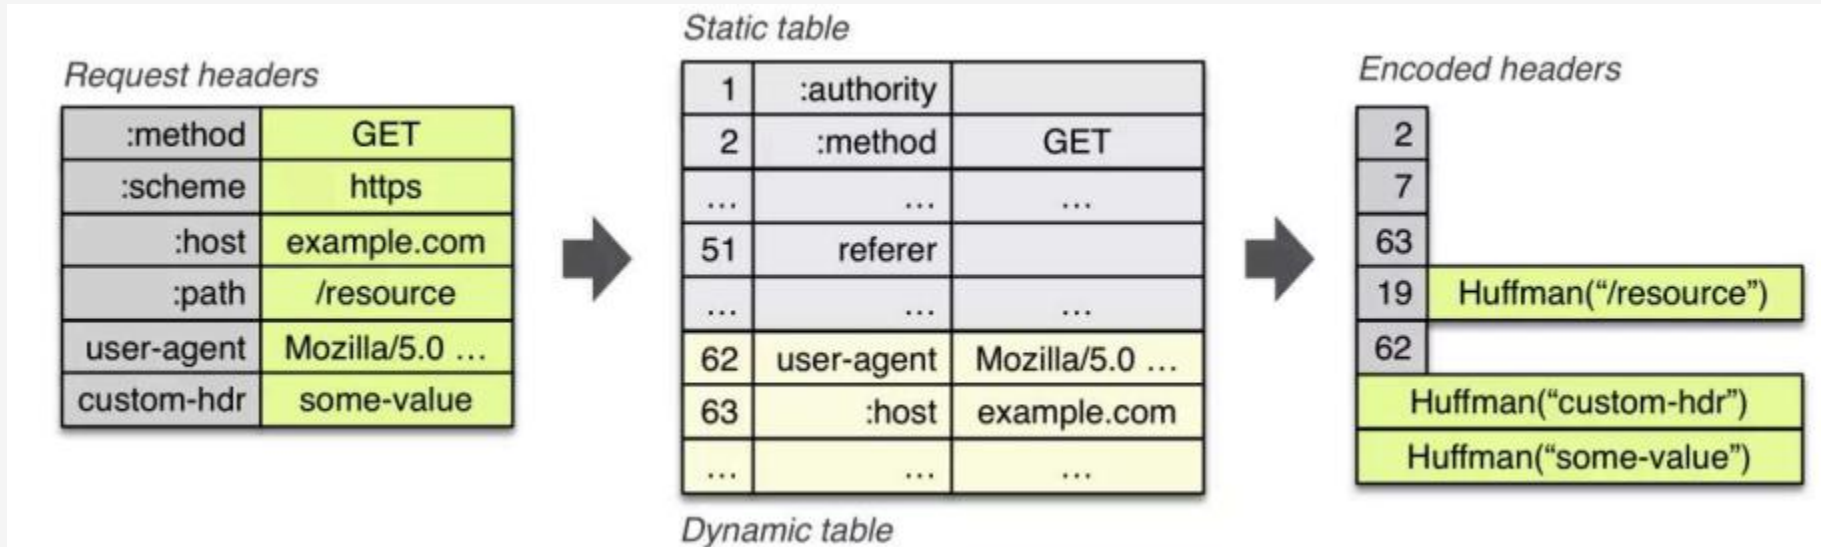 Request headers
:method GET
:scheme https
:host example.com
:path /resource
user-agent Mozilla/5.0 ...
custom-hdr some-value
Static table
1 :authority
2 :method GET
... ... ...
51 referer
... ... ...
62 user-agent Mozilla/5.0 ...
63 :host example.com
... ... ...
Dynamic table
Encoded headers
2
7
63
19 Huffman(“/resource”)
62
Huffman(“custom-hdr”)
Huffman(“some-value”)